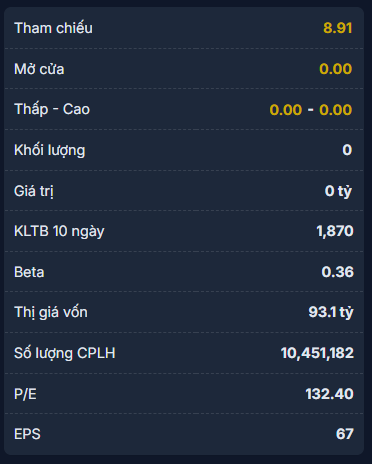 Tham chiếu 8.91
Mở cửa 0.00
Thấp - Cao 0.00 - 0.00
Khối lượng 0
Giá trị 0 tỷ
KLTB 10 ngày 1,870
Beta 0.36
Thị giá vốn 93.1 tỷ
Số lượng CPLH 10,451,182
P/E 132.40
EPS 67